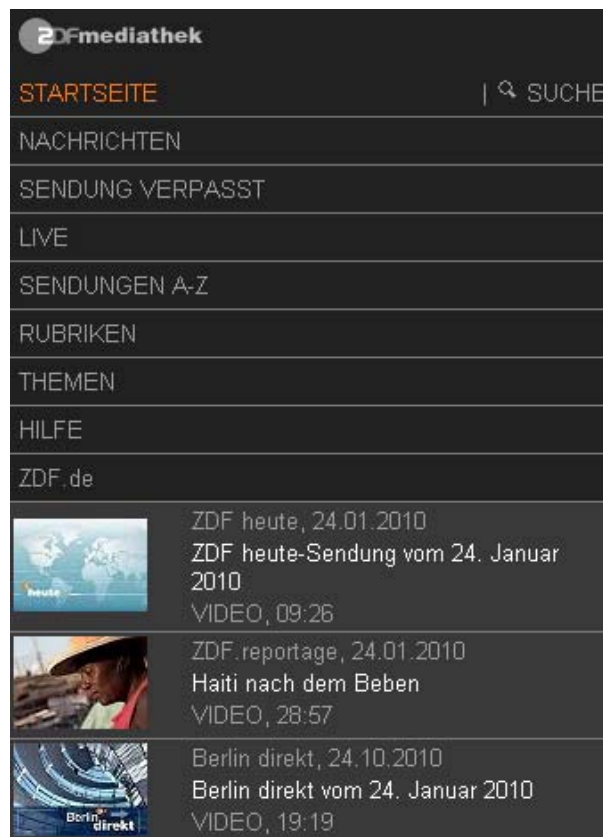 ZDFmediathek
STARTSEITE | SUCHE
NACHRICHTEN
SENDUNG VERPASST
LIVE
SENDUNGEN A-Z
RUBRIKEN
THEMEN
HILFE
ZDF.de
heute
ZDF heute, 24.01.2010
ZDF heute-Sendung vom 24. Januar
2010
VIDEO, 09:26
ZDF.reportage, 24.01.2010
Haiti nach dem Beben
VIDEO, 28:57
Berlin direkt
Berlin direkt, 24.10.2010
Berlin direkt vom 24. Januar 2010
VIDEO, 19:19